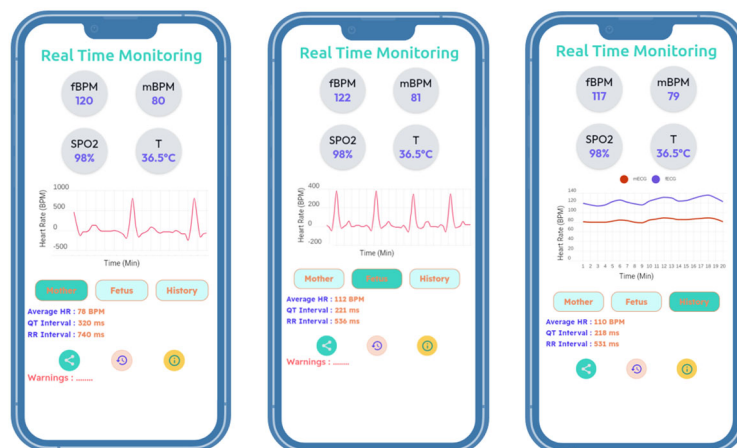 Real Time Monitoring
fBPM
120
mBPM
80
SPO2
98%
T
36.5°C
1000
500
0
-500
Heart Rate (BPM)
Time (Min)
Mother
Fetus
History
Average HR : 78 BPM
QT Interval : 320 ms
RR Interval : 740 ms
Warnings : ........
Real Time Monitoring
fBPM
122
mBPM
81
SPO2
98%
T
36.5°C
400
200
0
-200
Heart Rate (BPM)
Time (Min)
Mother
Fetus
History
Average HR : 112 BPM
QT Interval : 221 ms
RR Interval : 536 ms
Warnings : ........
Real Time Monitoring
fBPM
117
mBPM
79
SPO2
98%
T
36.5°C
mECG fECG
140
120
100
80
60
40
20
0
Heart Rate (BPM)
1 2 3 4 5 6 7 8 9 10 11 12 13 14 15 16 17 18 19 20
Time (Min)
Mother
Fetus
History
Average HR : 110 BPM
QT Interval : 218 ms
RR Interval : 531 ms